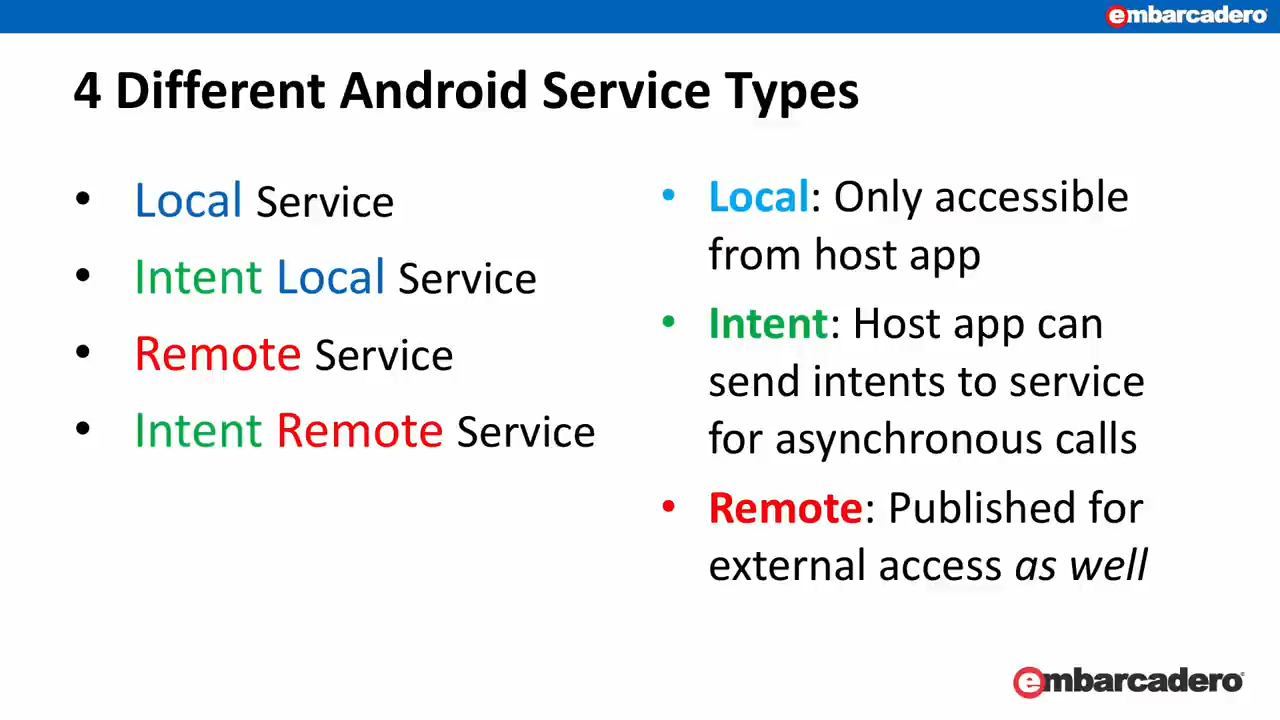 embarcadero
4 Different Android Service Types
• Local Service
• Intent Local Service
• Remote Service
• Intent Remote Service
• Local: Only accessible
from host app
• Intent: Host app can
send intents to service
for asynchronous calls
• Remote: Published for
external access as well
embarcadero